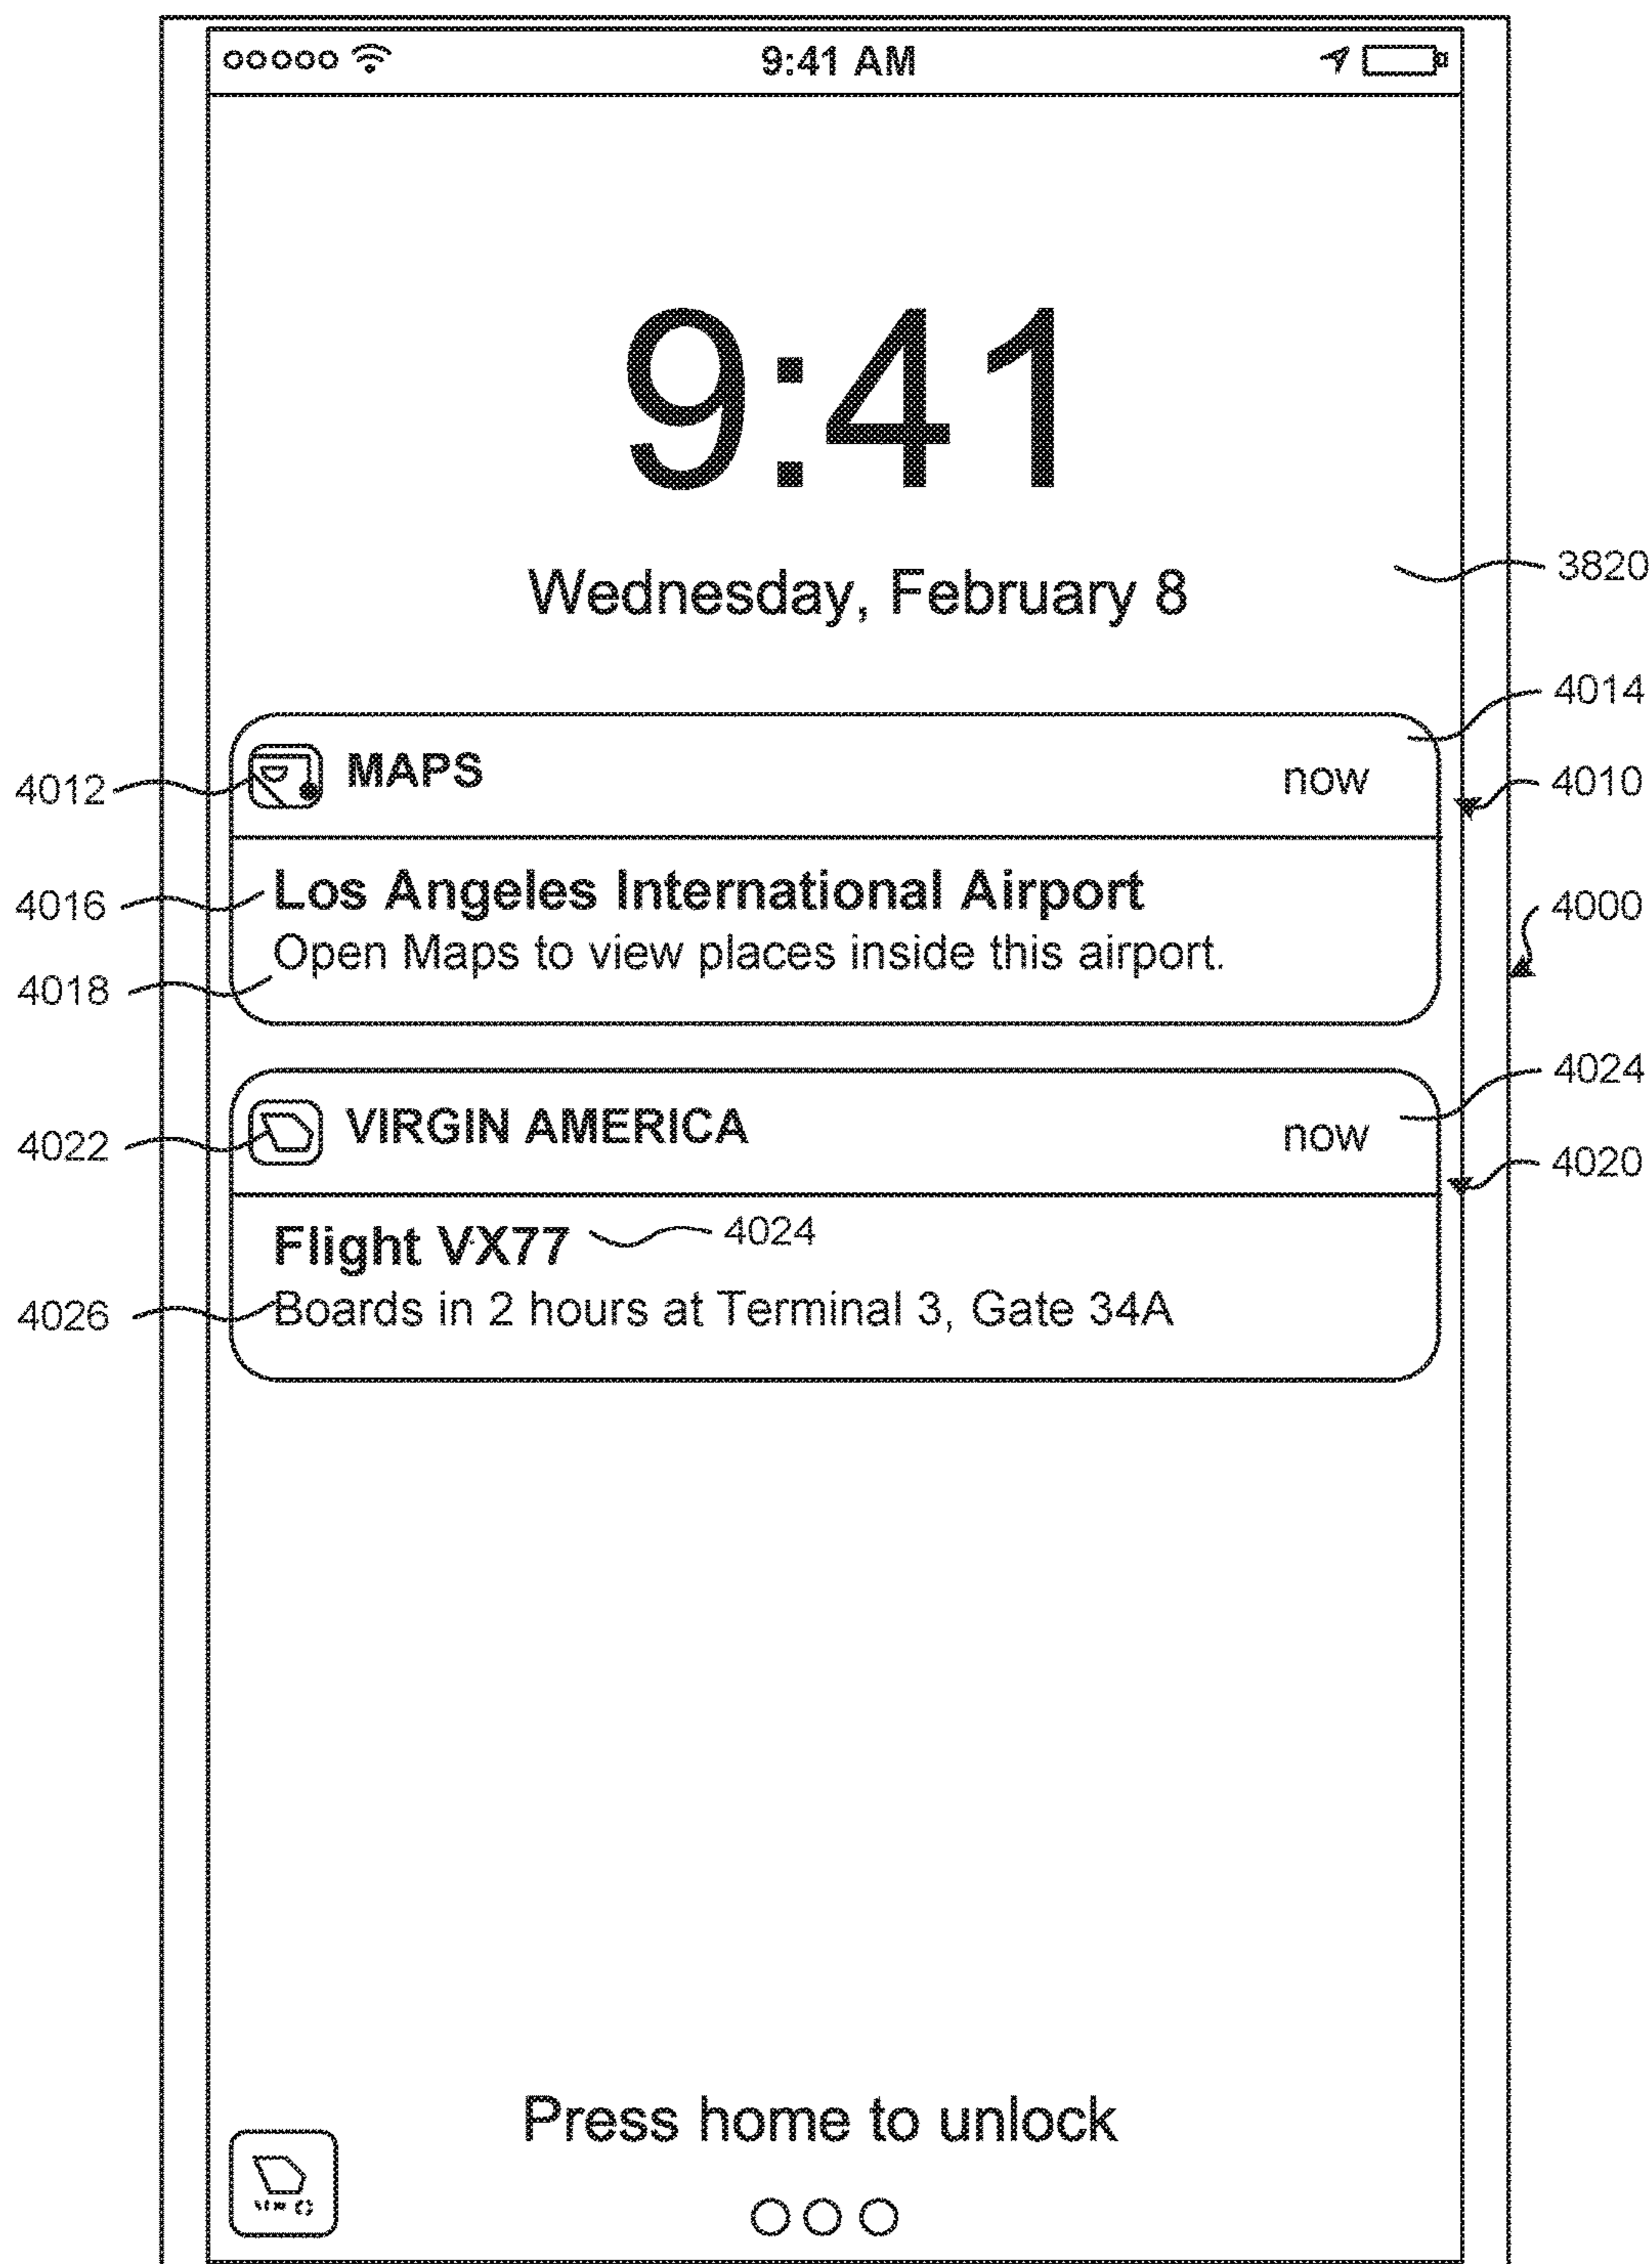 9:41 AM
9:41
Wednesday, February 8
3820
4014
4012
MAPS
now
4010
4016
Los Angeles International Airport
4000
Open Maps to view places inside this airport.
4018
4024
4022
VIRGIN AMERICA
now
4020
Flight VX77
4024
4026
Boards in 2 hours at Terminal 3, Gate 34A
Press home to unlock